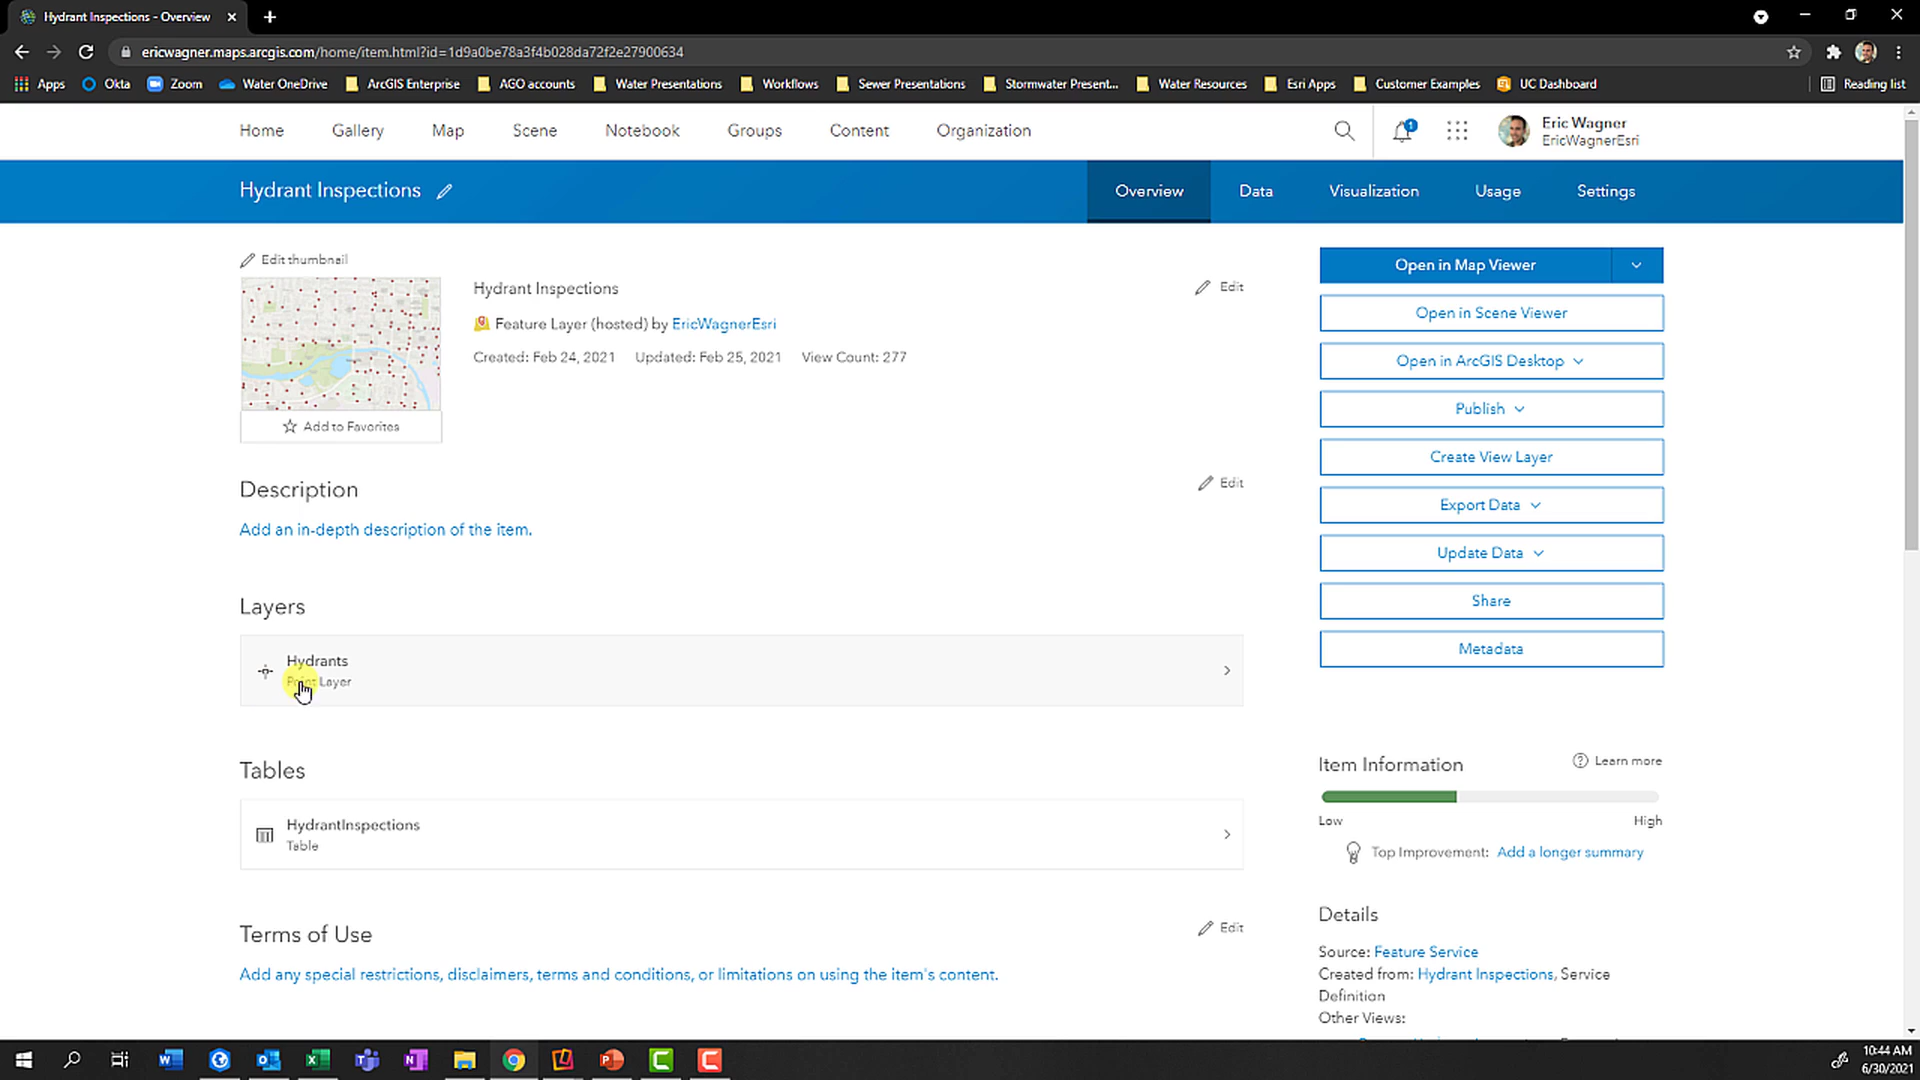 Hydrant Inspections - Overview
ericwagner.maps.arcgis.com/home/item.html?id=1d9a0be78a3f4b028da72f2e27900634
Apps Okta Zoom Water OneDrive ArcGIS Enterprise AGO accounts Water Presentations Workflows Sewer Presentations Stormwater Present... Water Resources Esri Apps Customer Examples UC Dashboard Reading list
Home Gallery Map Scene Notebook Groups Content Organization
1
Eric Wagner
EricWagnerEsri
Hydrant Inspections
Overview Data Visualization Usage Settings
Edit thumbnail
Add to Favorites
Hydrant Inspections
Edit
Feature Layer (hosted) by EricWagnerEsri
Created: Feb 24, 2021 Updated: Feb 25, 2021 View Count: 277
Description
Edit
Add an in-depth description of the item.
Layers
Hydrants
Point Layer
Tables
HydrantInspections
Table
Terms of Use
Edit
Add any special restrictions, disclaimers, terms and conditions, or limitations on using the item's content.
Open in Map Viewer
Open in Scene Viewer
Open in ArcGIS Desktop
Publish
Create View Layer
Export Data
Update Data
Share
Metadata
Item Information
Learn more
Low High
Top Improvement: Add a longer summary
Details
Source: Feature Service
Created from: Hydrant Inspections, Service
Definition
Other Views:
10:44 AM
6/30/2021